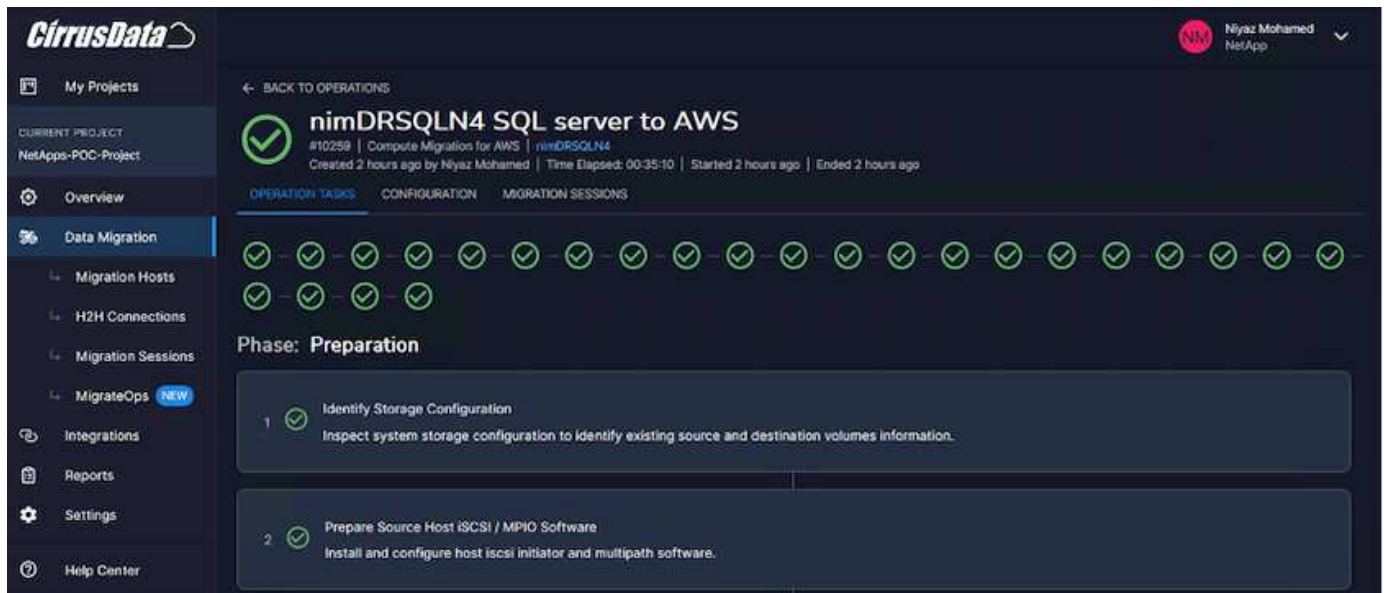 CirrusData
NM
Niyaz Mohamed
NetApp
My Projects
CURRENT PROJECT
NetApps-POC-Project
Overview
Data Migration
Migration Hosts
H2H Connections
Migration Sessions
MigrateOps NEW
Integrations
Reports
Settings
Help Center
← BACK TO OPERATIONS
nimDRSQLN4 SQL server to AWS
#10259 | Compute Migration for AWS | nimDRSQLN4
Created 2 hours ago by Niyaz Mohamed | Time Elapsed: 00:35:10 | Started 2 hours ago | Ended 2 hours ago
OPERATION TASKS CONFIGURATION MIGRATION SESSIONS
Phase: Preparation
1 Identify Storage Configuration
Inspect system storage configuration to identify existing source and destination volumes information.
2 Prepare Source Host iSCSI / MPIO Software
Install and configure host iscsi initiator and multipath software.